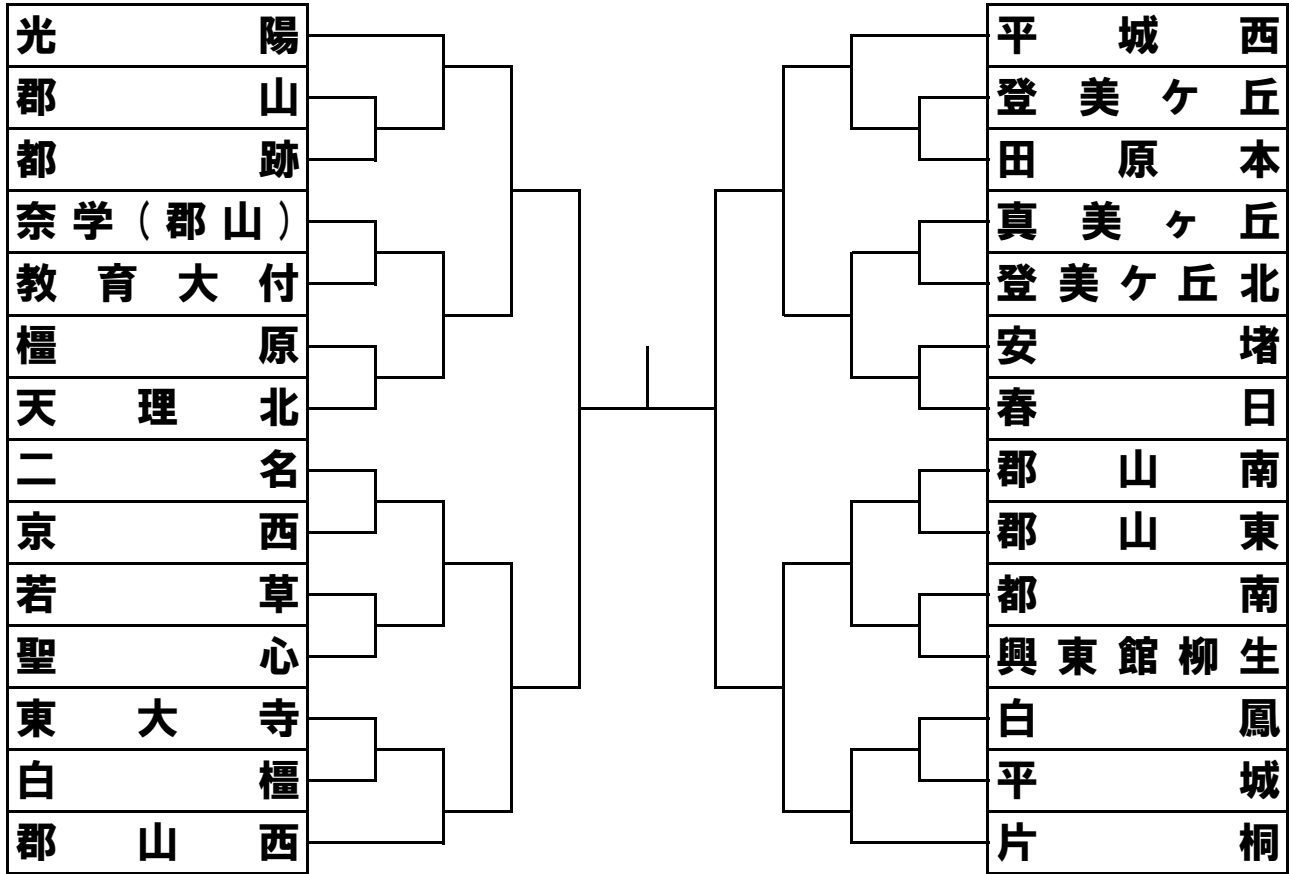 光陽
郡山
都跡
奈学(郡山)
教育大付
橿原
天理北
二名
京西
若草
聖心
東大寺
白橿
郡山西
平城西
登美ケ丘
田原本
真美ヶ丘
登美ケ丘北
安堵
春日
郡山南
郡山東
都南
興東館柳生
白鳳
平城
片桐